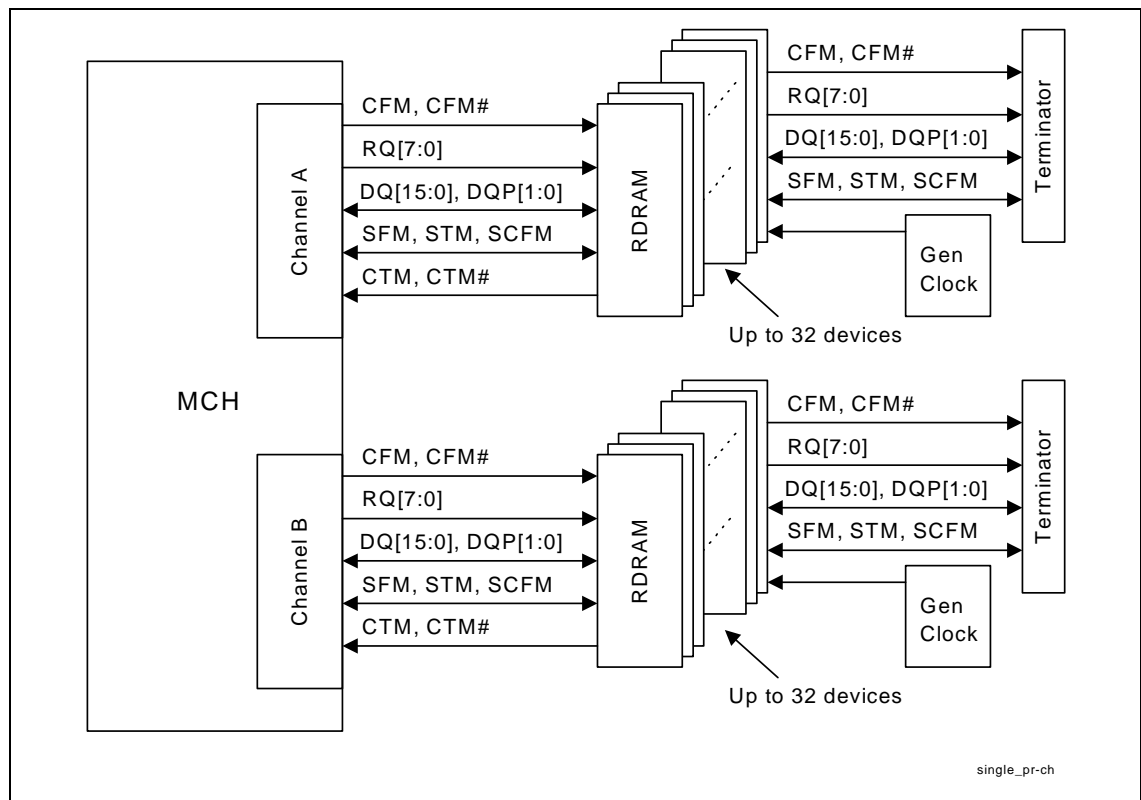 MCH
Channel A
CFM, CFM#
RQ[7:0]
DQ[15:0], DQP[1:0]
SFM, STM, SCFM
CTM, CTM#
RDRAM
Up to 32 devices
CFM, CFM#
RQ[7:0]
DQ[15:0], DQP[1:0]
SFM, STM, SCFM
Terminator
Gen
Clock
Channel B
CFM, CFM#
RQ[7:0]
DQ[15:0], DQP[1:0]
SFM, STM, SCFM
CTM, CTM#
RDRAM
Up to 32 devices
CFM, CFM#
RQ[7:0]
DQ[15:0], DQP[1:0]
SFM, STM, SCFM
Terminator
Gen
Clock
single_pr-ch